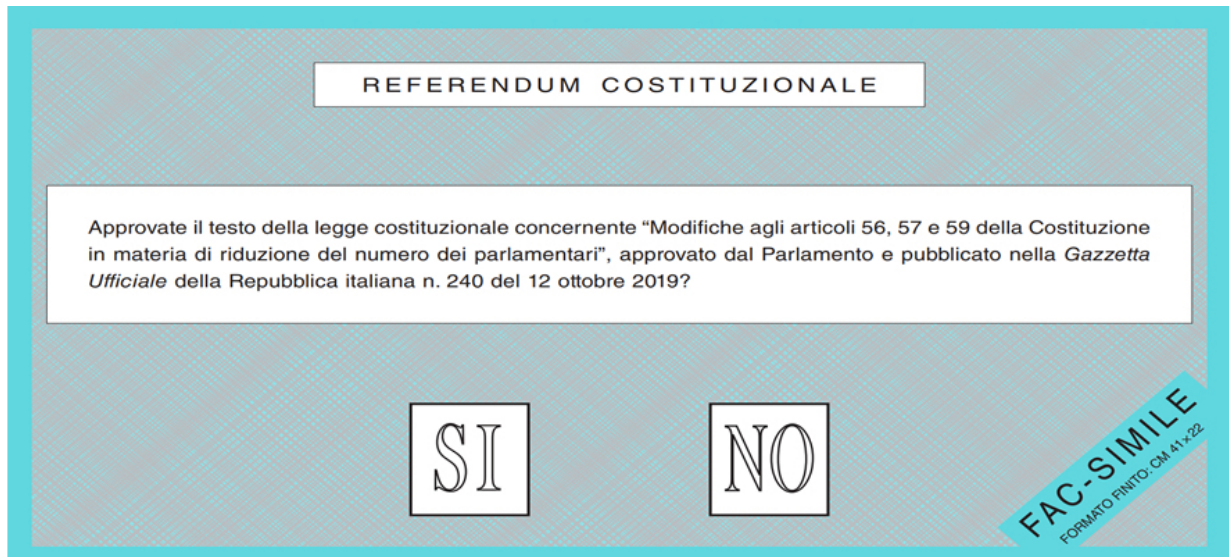 REFERENDUM COSTITUZIONALE
Approvate il testo della legge costituzionale concernente “Modifiche agli articoli 56, 57 e 59 della Costituzione
in materia di riduzione del numero dei parlamentari”, approvato dal Parlamento e pubblicato nella Gazzetta
Ufficiale della Repubblica italiana n. 240 del 12 ottobre 2019?
SI
NO
FAC-SIMILE
FORMATO FINITO: CM 41x22